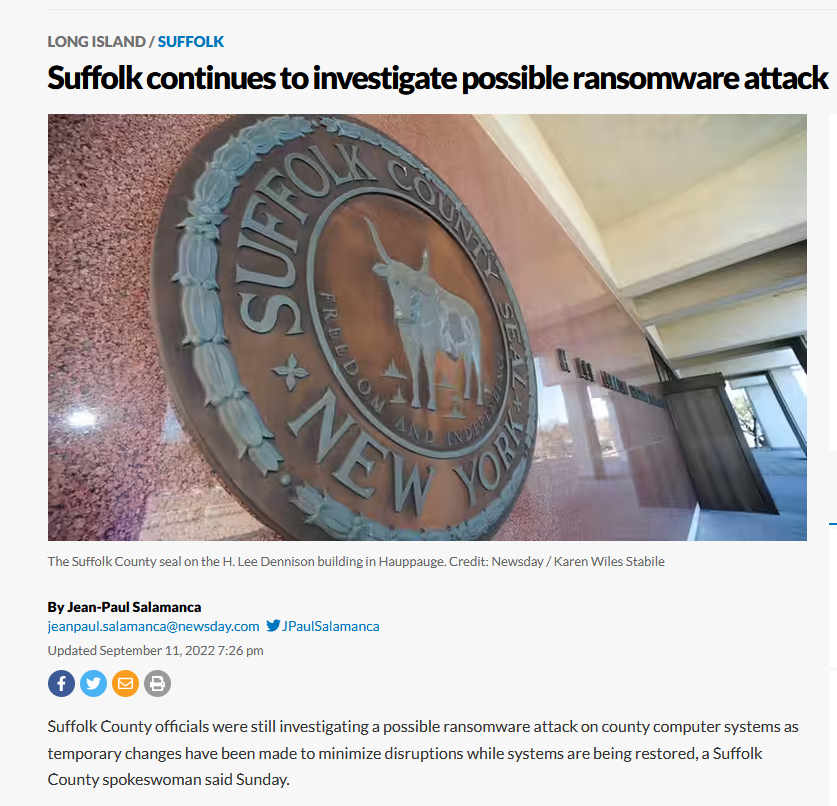 LONG ISLAND / SUFFOLK
Suffolk continues to investigate possible ransomware attack
SUFFOLK COUNTY SEAL
FREEDOM AND INDEPENDENCE
NEW YORK
H. LEE
The Suffolk County seal on the H. Lee Dennison building in Hauppauge. Credit: Newsday / Karen Wiles Stabile
By Jean-Paul Salamanca
jeanpaul.salamanca@newsday.com JPaulSalamanca
Updated September 11, 2022 7:26 pm
Suffolk County officials were still investigating a possible ransomware attack on county computer systems as
temporary changes have been made to minimize disruptions while systems are being restored, a Suffolk
County spokeswoman said Sunday.